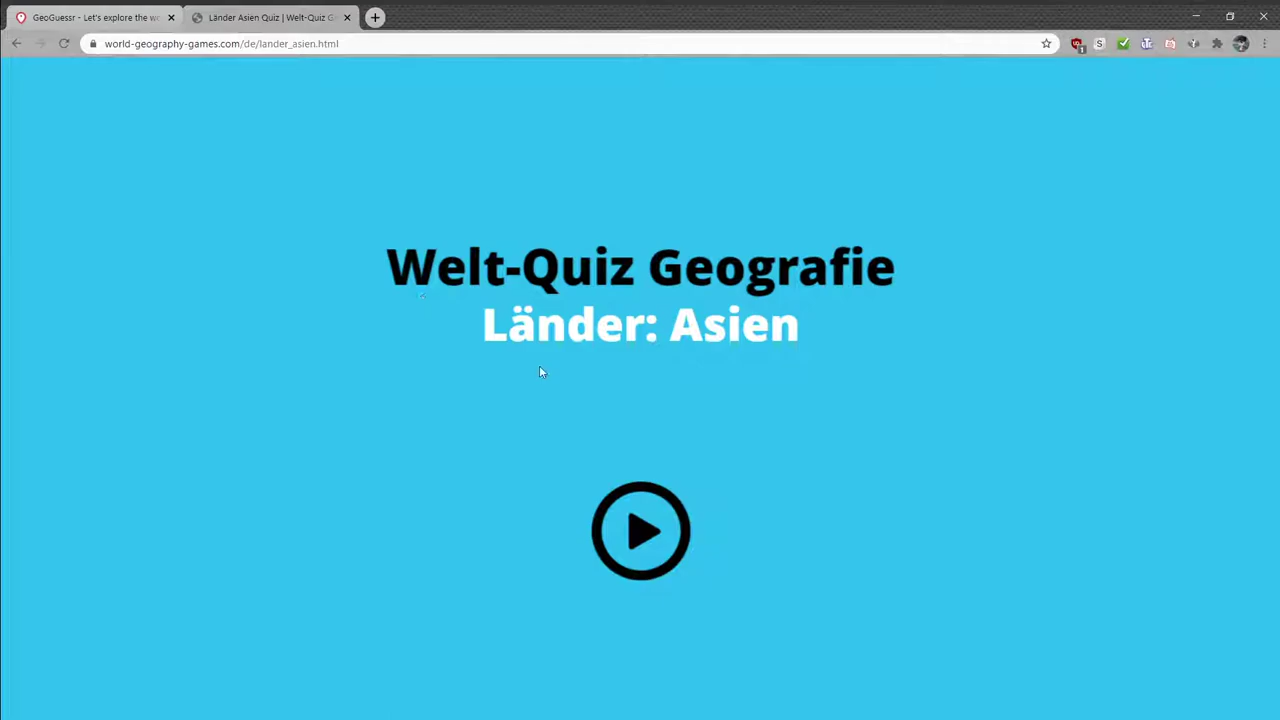 GeoGuessr - Let's explore the wo
Länder Asien Quiz | Welt-Quiz G
world-geography-games.com/de/lander_asien.html
Welt-Quiz Geografie
Länder: Asien